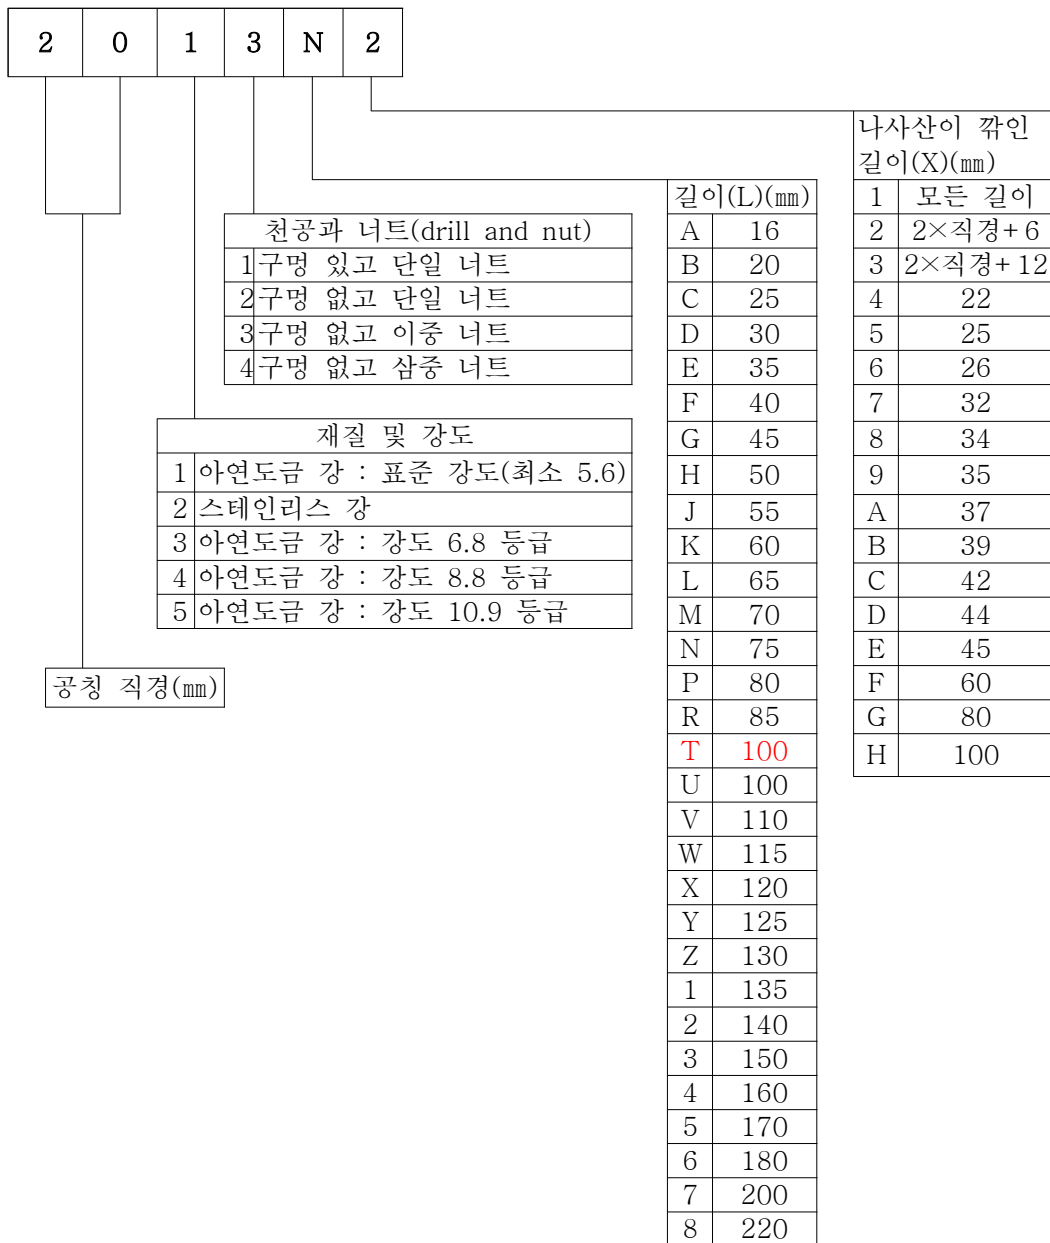 2 0 1 3 N 2
나사산이 깎인
길이(X)(㎜)
1 모든 길이
2 2×직경+6
3 2×직경+12
4 22
5 25
6 26
7 32
8 34
9 35
A 37
B 39
C 42
D 44
E 45
F 60
G 80
H 100
길이(L)(㎜)
A 16
B 20
C 25
D 30
E 35
F 40
G 45
H 50
J 55
K 60
L 65
M 70
N 75
P 80
R 85
T 100
U 100
V 110
W 115
X 120
Y 125
Z 130
1 135
2 140
3 150
4 160
5 170
6 180
7 200
8 220
천공과 너트(drill and nut)
1 구멍 있고 단일 너트
2 구멍 없고 단일 너트
3 구멍 없고 이중 너트
4 구멍 없고 삼중 너트
재질 및 강도
1 아연도금 강 : 표준 강도(최소 5.6)
2 스테인리스 강
3 아연도금 강 : 강도 6.8 등급
4 아연도금 강 : 강도 8.8 등급
5 아연도금 강 : 강도 10.9 등급
공칭 직경(㎜)